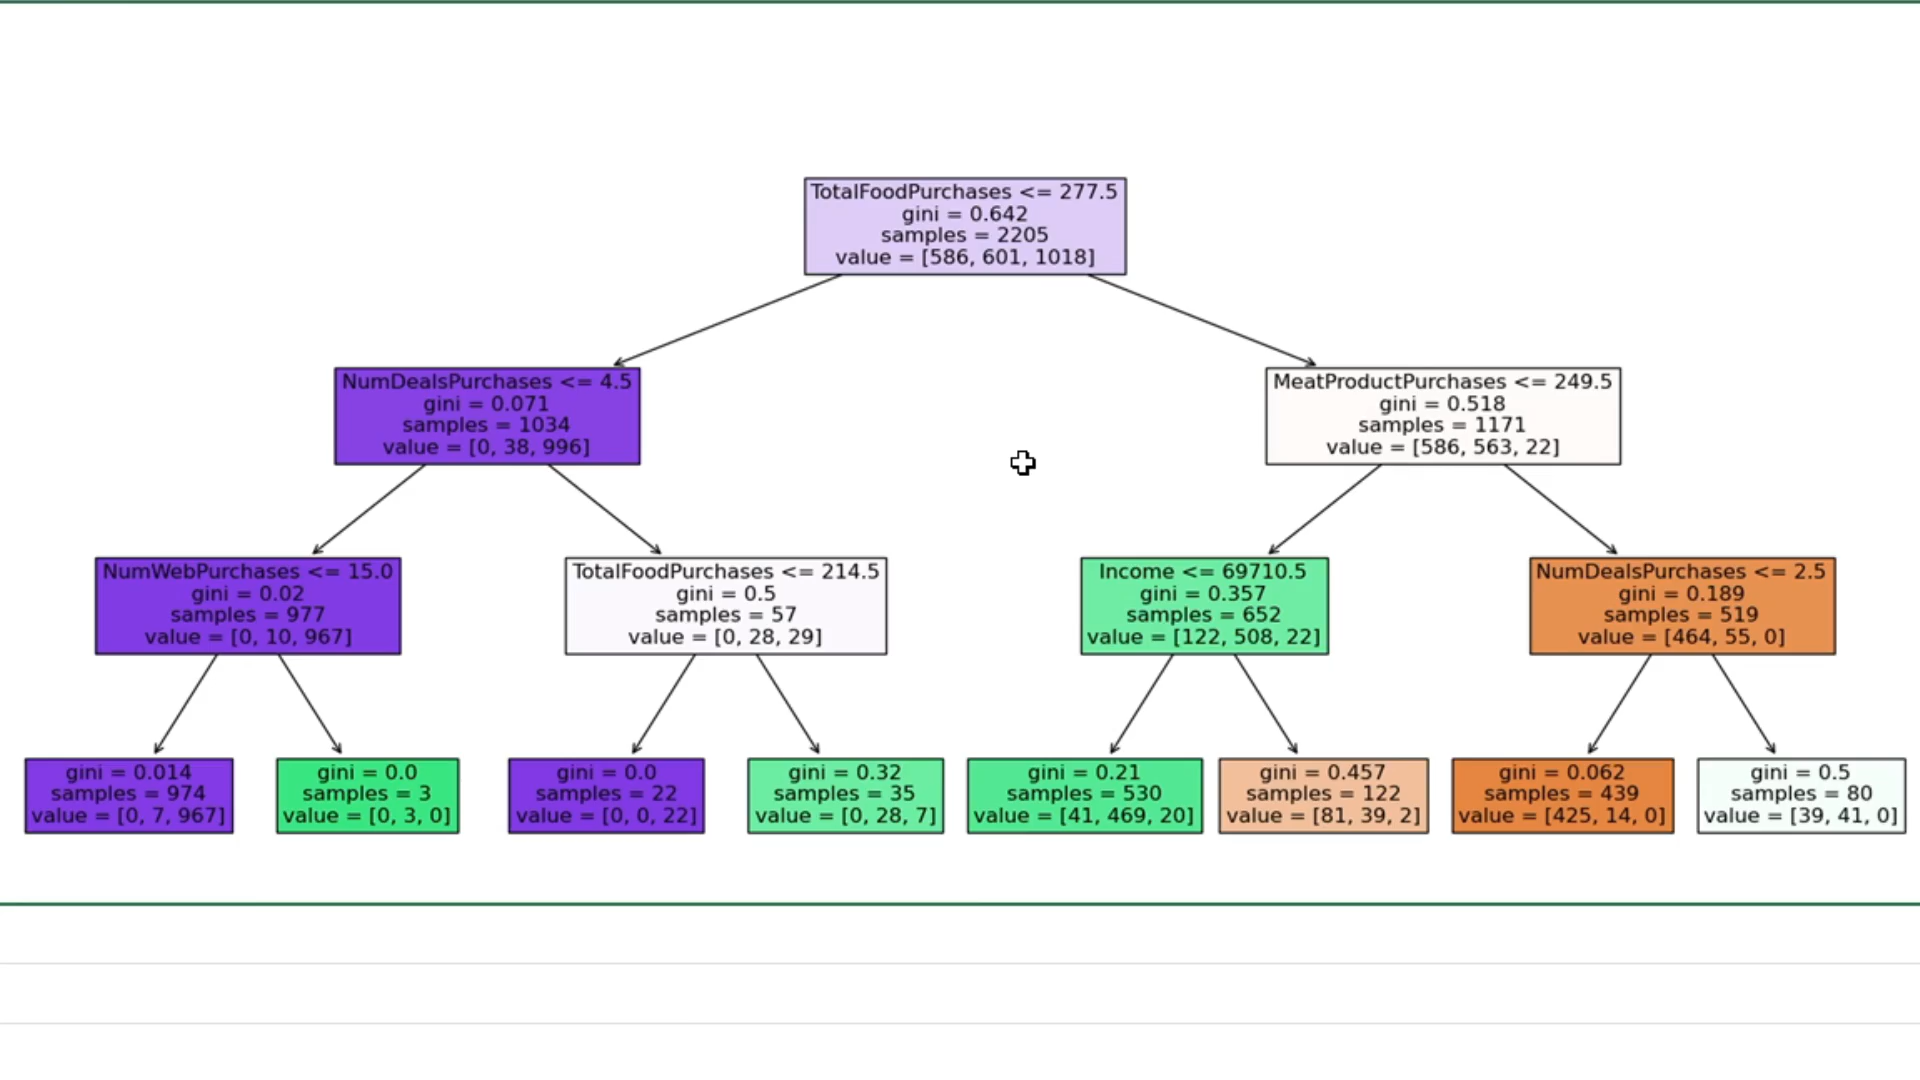 TotalFoodPurchases <= 277.5
gini = 0.642
samples = 2205
value = [586, 601, 1018]
NumDealsPurchases <= 4.5
gini = 0.071
samples = 1034
value = [0, 38, 996]
MeatProductPurchases <= 249.5
gini = 0.518
samples = 1171
value = [586, 563, 22]
NumWebPurchases <= 15.0
gini = 0.02
samples = 977
value = [0, 10, 967]
TotalFoodPurchases <= 214.5
gini = 0.5
samples = 57
value = [0, 28, 29]
Income <= 69710.5
gini = 0.357
samples = 652
value = [122, 508, 22]
NumDealsPurchases <= 2.5
gini = 0.189
samples = 519
value = [464, 55, 0]
gini = 0.014
samples = 974
value = [0, 7, 967]
gini = 0.0
samples = 3
value = [0, 3, 0]
gini = 0.0
samples = 22
value = [0, 0, 22]
gini = 0.32
samples = 35
value = [0, 28, 7]
gini = 0.21
samples = 530
value = [41, 469, 20]
gini = 0.457
samples = 122
value = [81, 39, 2]
gini = 0.062
samples = 439
value = [425, 14, 0]
gini = 0.5
samples = 80
value = [39, 41, 0]